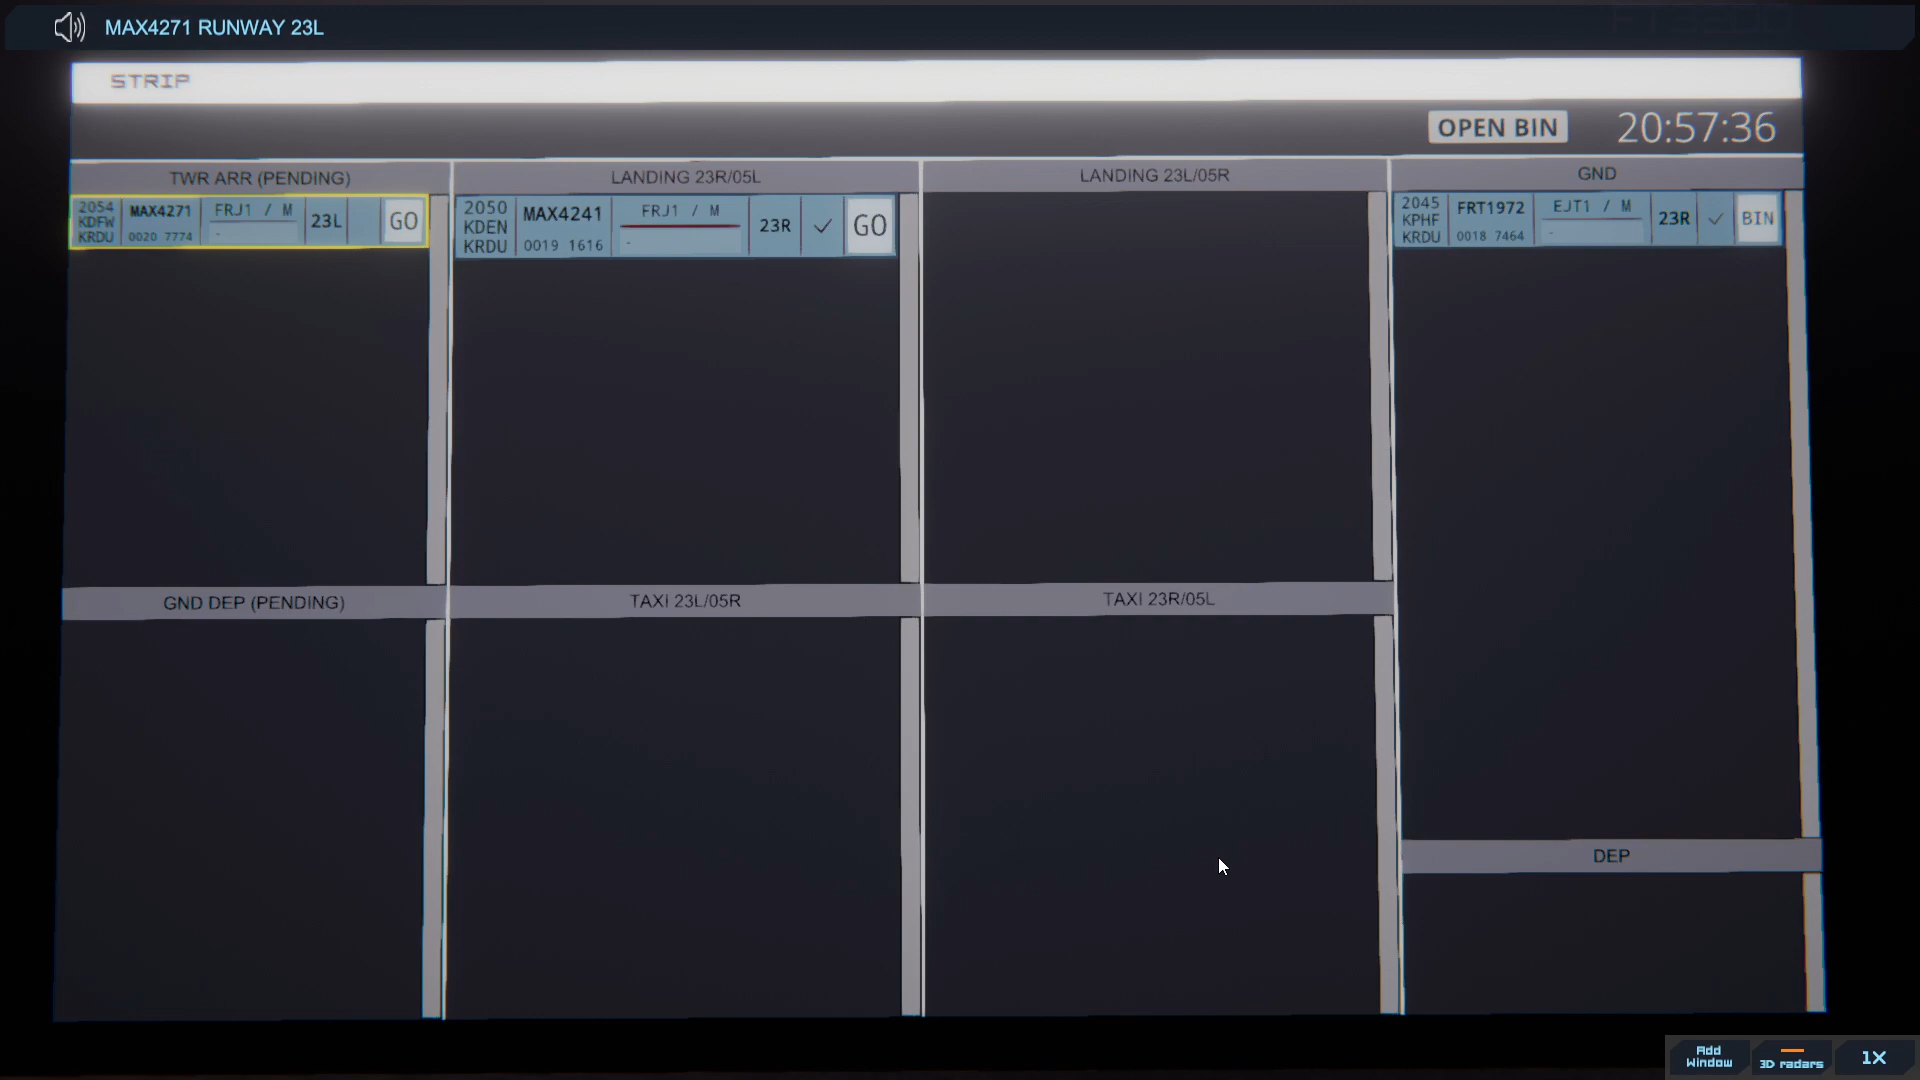 MAX4271 RUNWAY 23L
STRIP
OPEN BIN 20:57:36
TWR ARR (PENDING)
2054
KDFW
KRDU
MAX4271
0020 7774
FRJ1 / M
-
23L
GO
LANDING 23R/05L
2050
KDEN
KRDU
MAX4241
0019 1616
FRJ1 / M
-
23R
✓
GO
LANDING 23L/05R
GND
2045
KPHF
KRDU
FRT1972
0018 7464
EJT1 / M
-
23R
✓
BIN
GND DEP (PENDING)
TAXI 23L/05R
TAXI 23R/05L
DEP
Add
Window
3D radars
1X